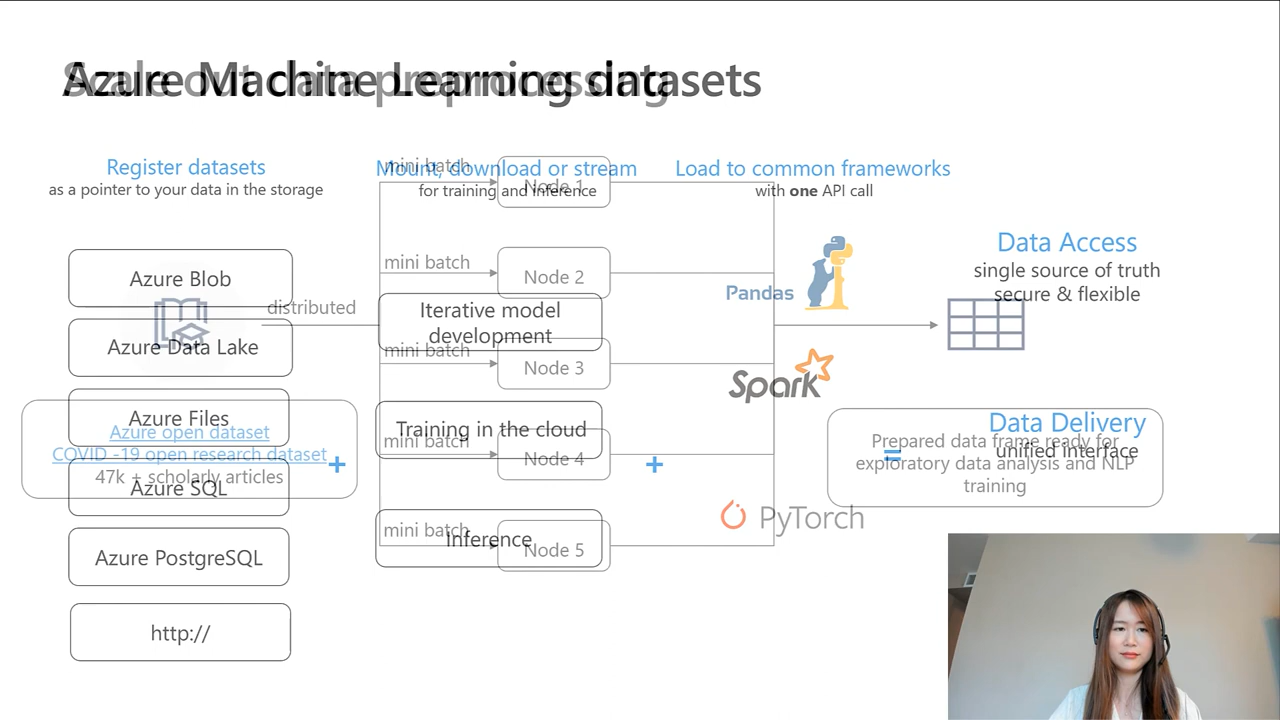 Azure Machine Learning datasets
Scale out data preprocessing
Register datasets
as a pointer to your data in the storage
Mount, download or stream
for training and inference
Load to common frameworks
with one API call
Azure Blob
Azure Data Lake
Azure Files
Azure SQL
Azure PostgreSQL
http://
Iterative model
development
Training in the cloud
Inference
Pandas
Spark
PyTorch
Data Access
single source of truth
secure & flexible
Data Delivery
unified interface
+
+
=
distributed
mini batch
Node 1
mini batch
Node 2
mini batch
Node 3
mini batch
Node 4
mini batch
Node 5
Azure open dataset
COVID -19 open research dataset
47k + scholarly articles
Prepared data frame ready for
exploratory data analysis and NLP
training